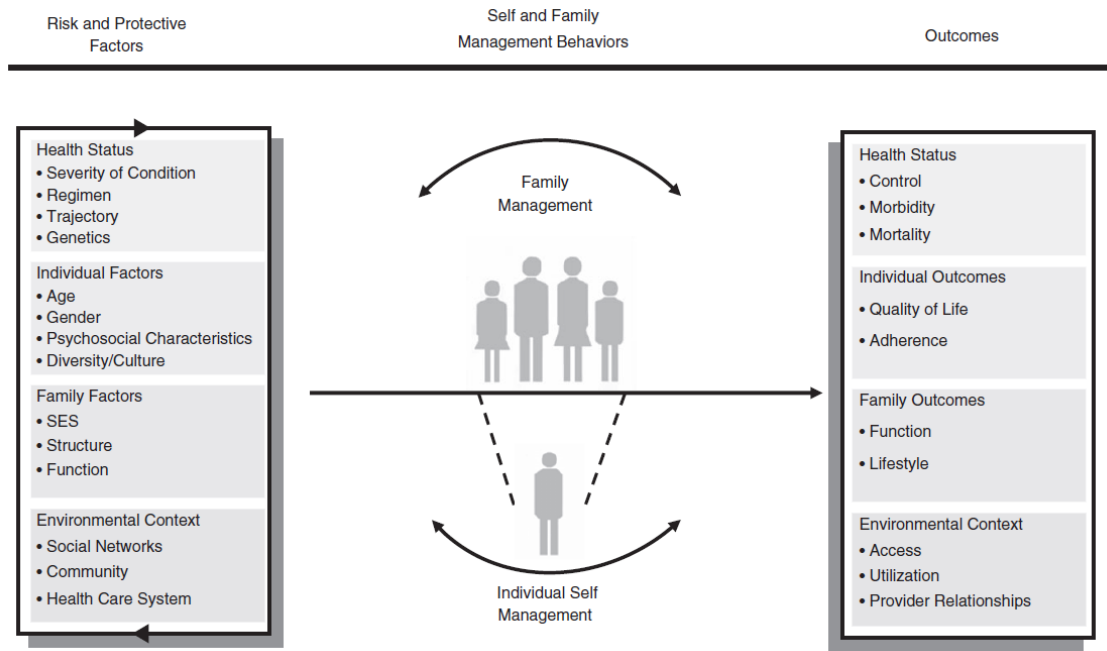 Risk and Protective
Factors
Self and Family
Management Behaviors
Outcomes
Health Status
• Severity of Condition
• Regimen
• Trajectory
• Genetics
Individual Factors
• Age
• Gender
• Psychosocial Characteristics
• Diversity/Culture
Family Factors
• SES
• Structure
• Function
Environmental Context
• Social Networks
• Community
• Health Care System
Family
Management
Individual Self
Management
Health Status
• Control
• Morbidity
• Mortality
Individual Outcomes
• Quality of Life
• Adherence
Family Outcomes
• Function
• Lifestyle
Environmental Context
• Access
• Utilization
• Provider Relationships